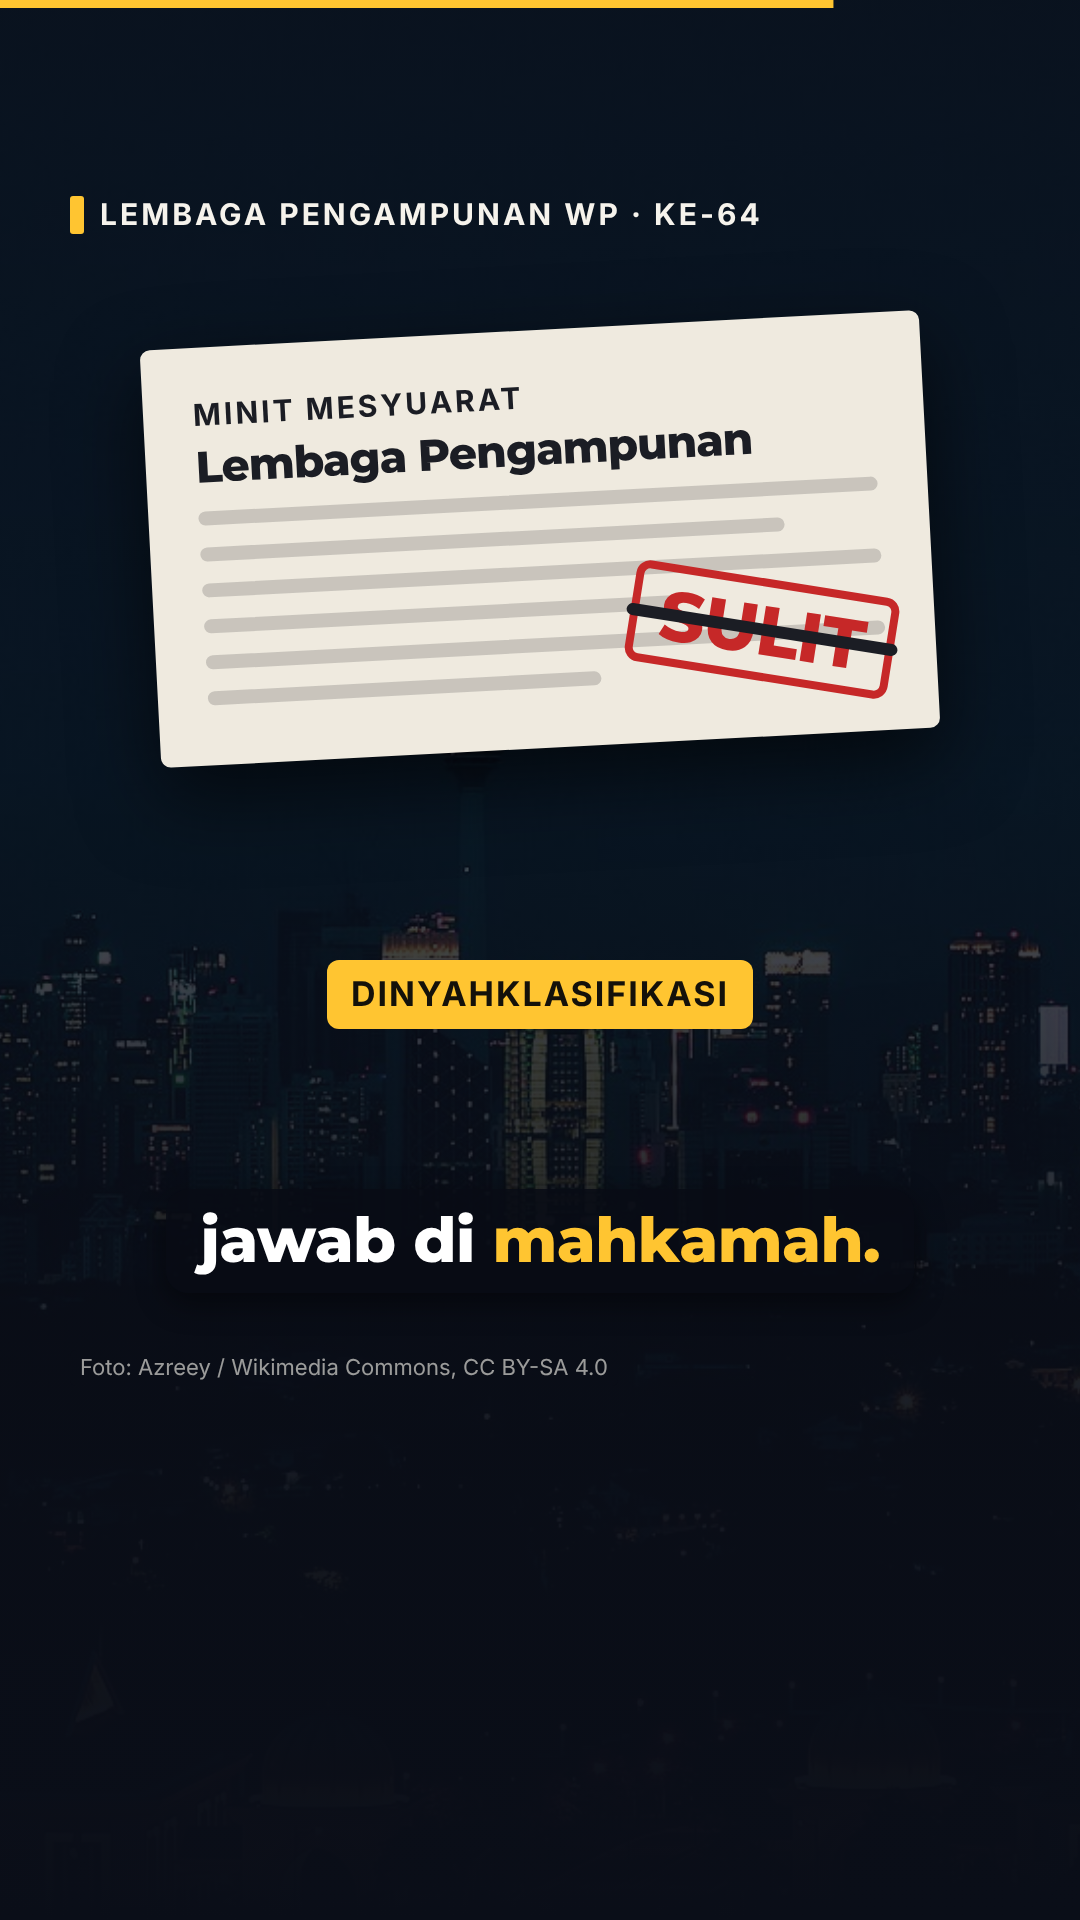 LEMBAGA PENGAMPUNAN WP · KE-64
MINIT MESYUARAT
Lembaga Pengampunan
SULIT
DINYAHKLASIFIKASI
jawab di mahkamah.
Foto: Azreey / Wikimedia Commons, CC BY-SA 4.0